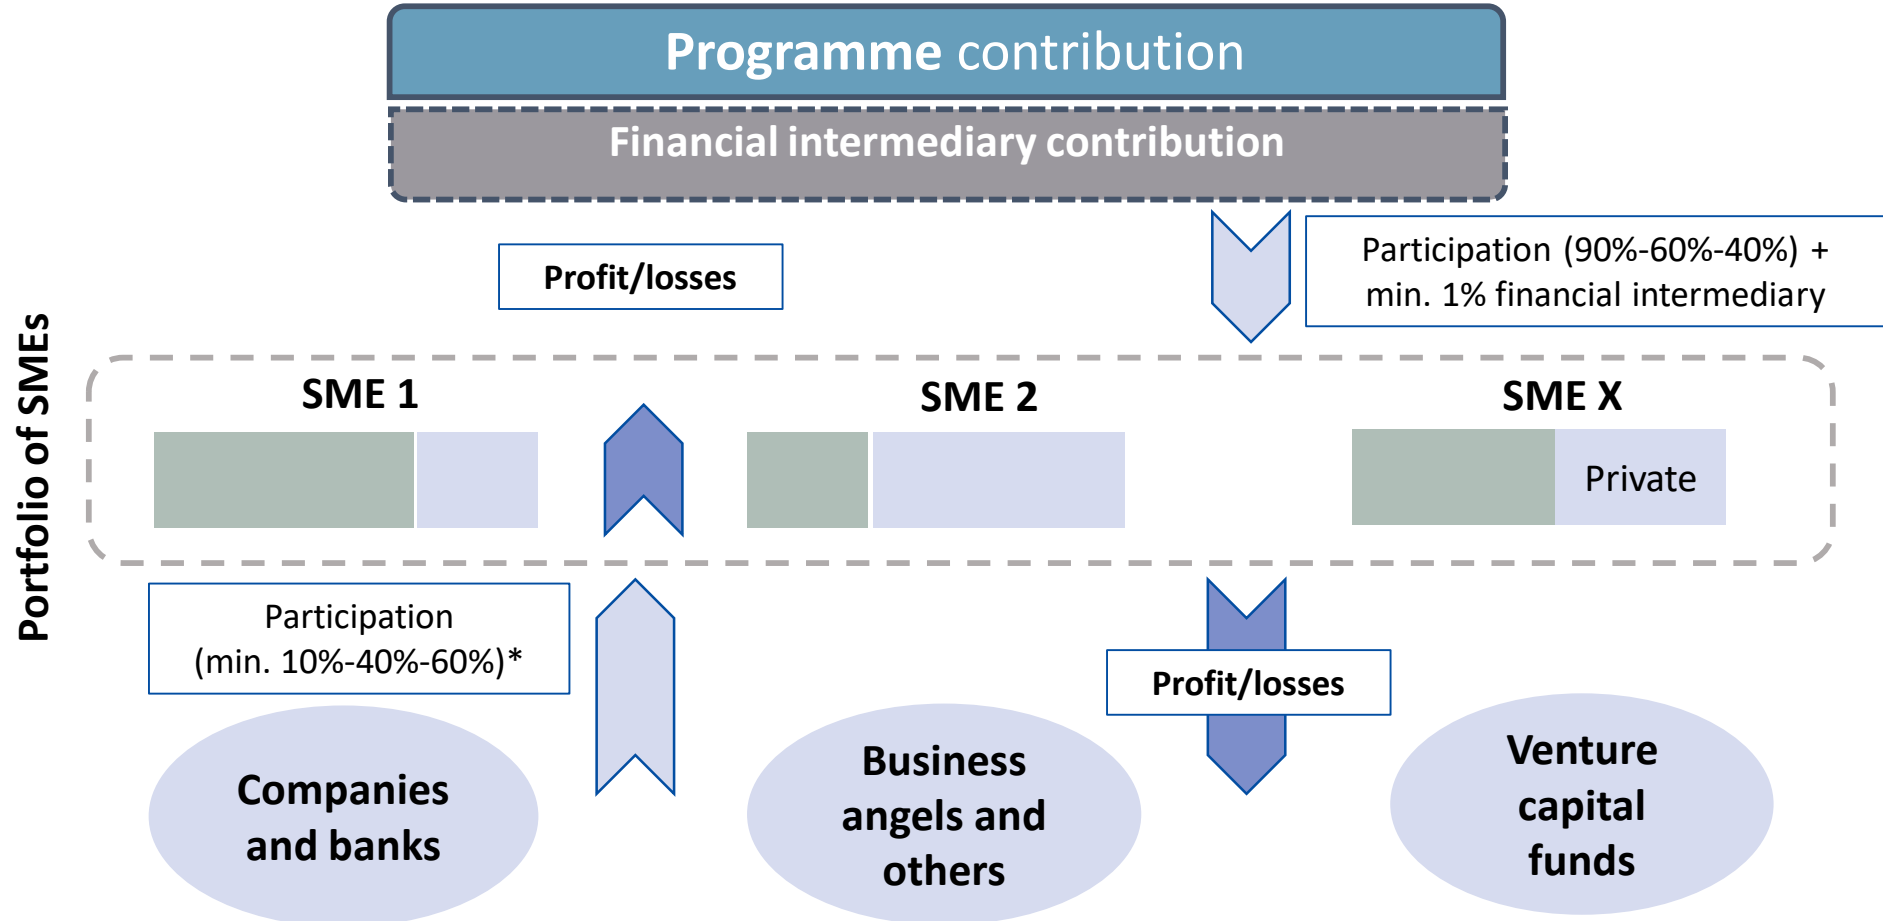 Programme contribution
Financial intermediary contribution
Profit/losses
Participation (90%-60%-40%) +
min. 1% financial intermediary
Portfolio of SMEs
SME 1
SME 2
SME X
Private
Participation
(min. 10%-40%-60%)*
Profit/losses
Companies
and banks
Business
angels and
others
Venture
capital
funds